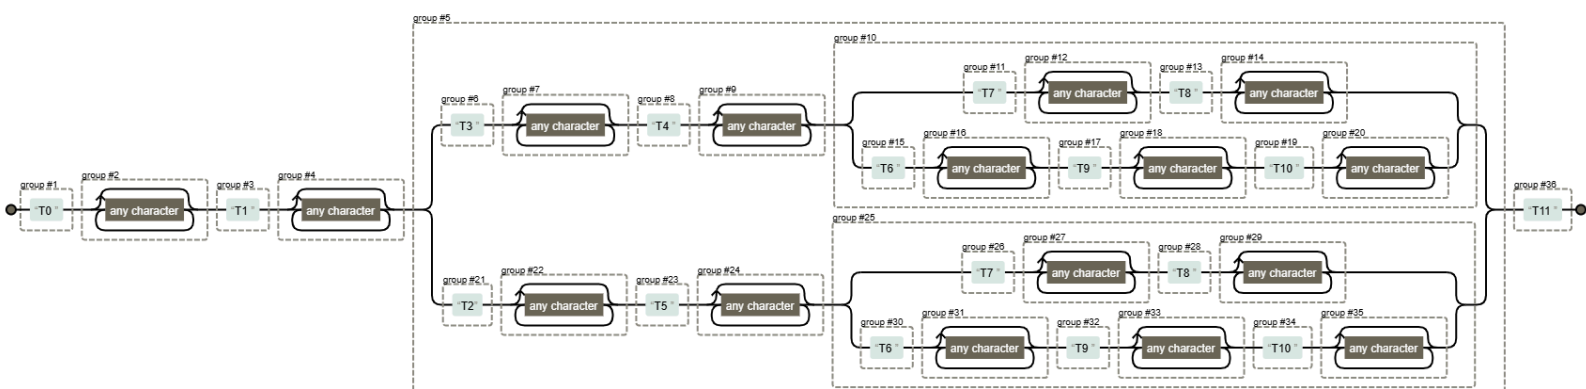 group #5
group #10
group #11
group #12
group #13
group #14
“T7 ”
any character
“T8 ”
any character
group #6
group #7
group #8
group #9
“T3 ”
any character
“T4 ”
any character
group #15
group #16
group #17
group #18
group #19
group #20
“T6 ”
any character
“T9 ”
any character
“T10 ”
any character
group #1
group #2
group #3
group #4
“T0 ”
any character
“T1 ”
any character
group #36
“T11 ”
group #25
group #26
group #27
group #28
group #29
“T7 ”
any character
“T8 ”
any character
group #21
group #22
group #23
group #24
“T2 ”
any character
“T5 ”
any character
group #30
group #31
group #32
group #33
group #34
group #35
“T6 ”
any character
“T9 ”
any character
“T10 ”
any character